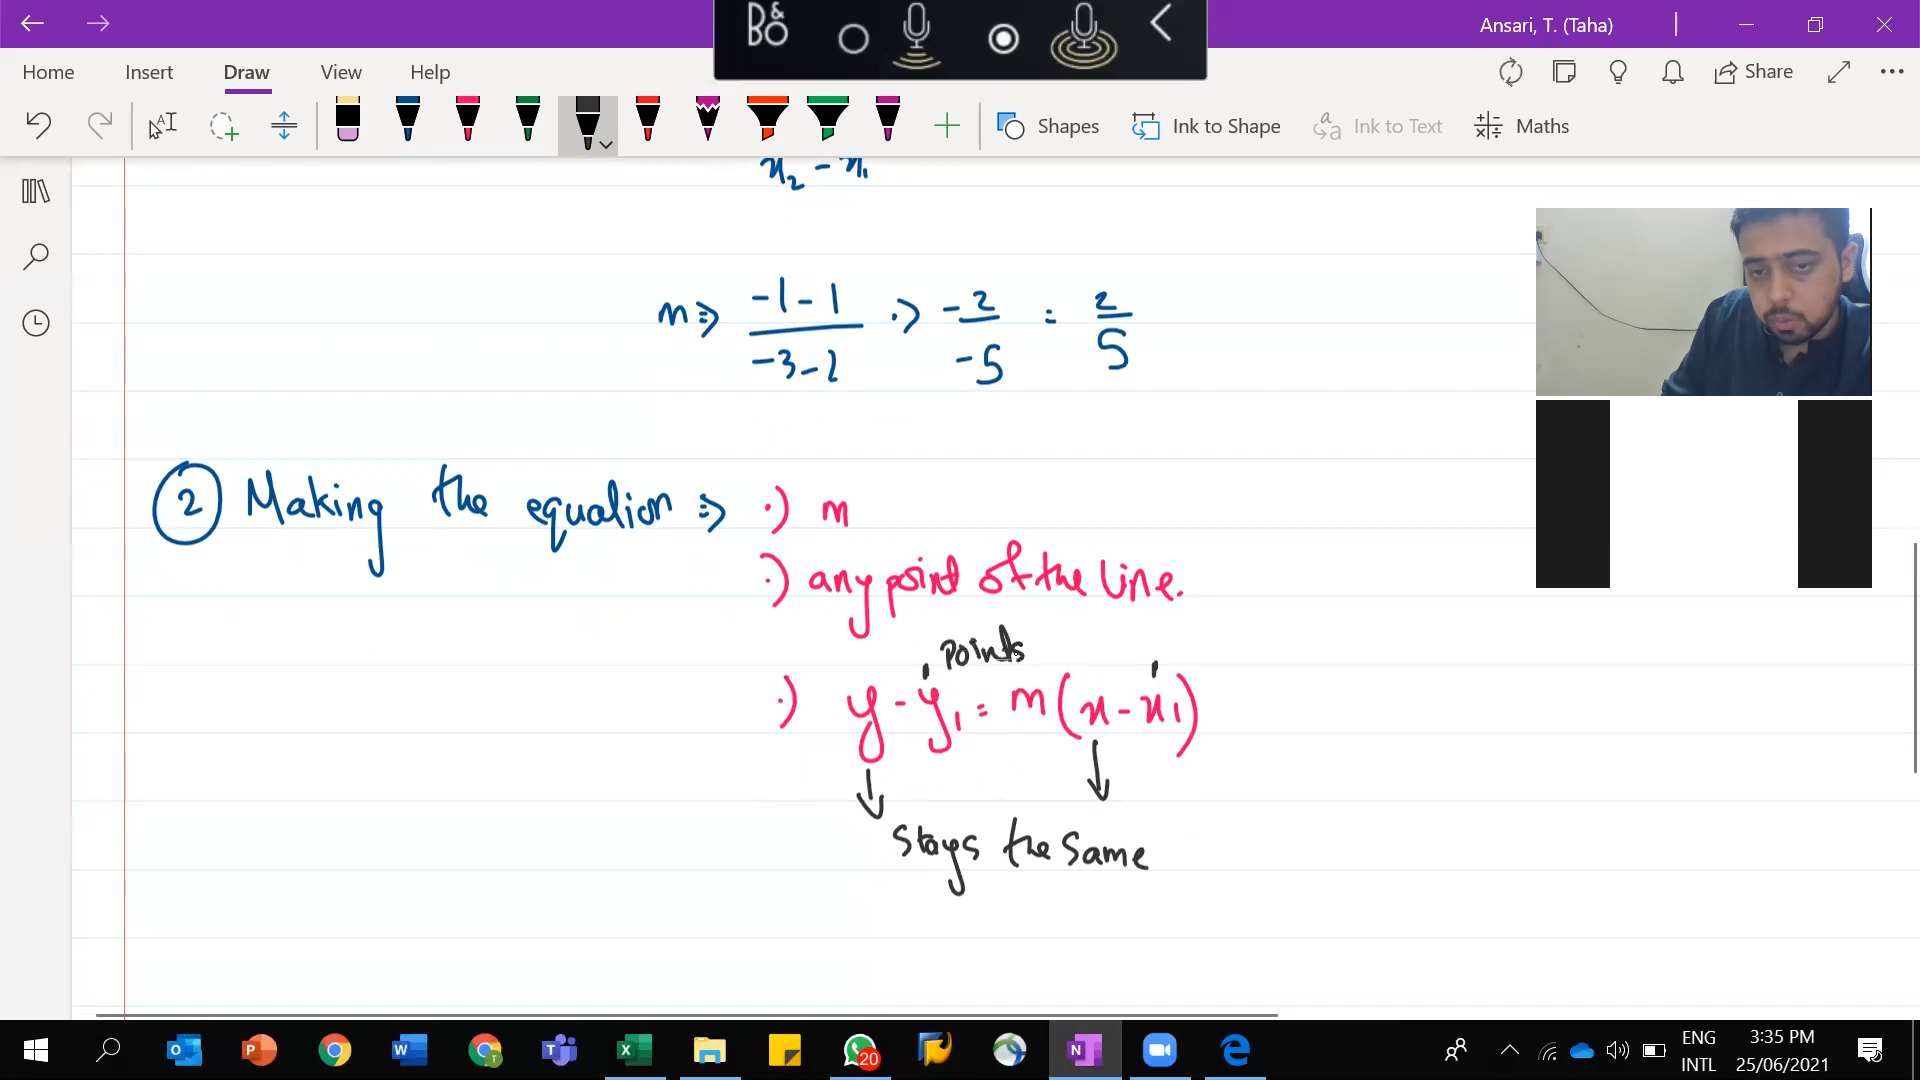 Ansari, T. (Taha)
B&O
Home Insert Draw View Help
Share
Shapes Ink to Shape Ink to Text Maths
x₂ - x₁
m ⇒ -1-1 / -3-2 ·> -2 / -5 = 2 / 5
② Making the equation ⇒ ·) m
·) any point of the line.
points
·) y - y₁ = m(x - x₁)
stays the same
20
ENG
INTL
3:35 PM
25/06/2021